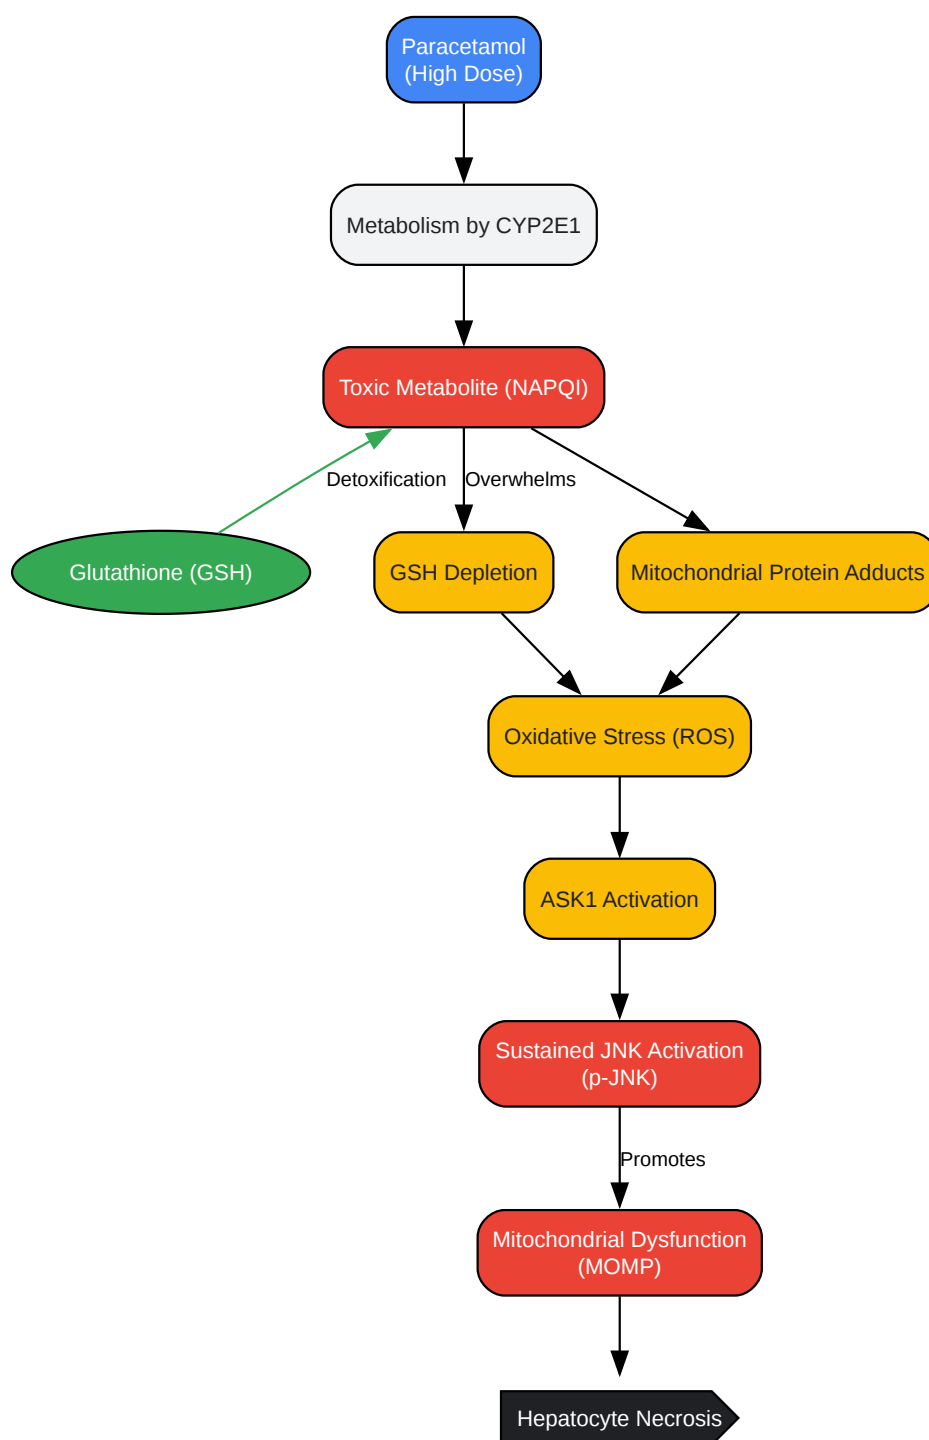 Paracetamol
(High Dose)
Metabolism by CYP2E1
Toxic Metabolite (NAPQI)
Detoxification
Overwhelms
Glutathione (GSH)
GSH Depletion
Mitochondrial Protein Adducts
Oxidative Stress (ROS)
ASK1 Activation
Sustained JNK Activation
(p-JNK)
Promotes
Mitochondrial Dysfunction
(MOMP)
Hepatocyte Necrosis